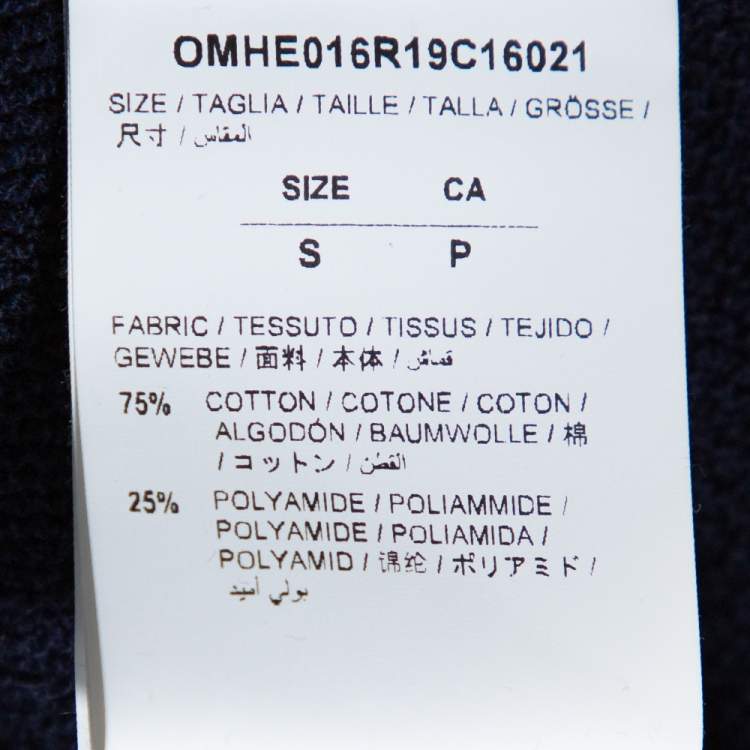 OMHE016R19C16021
SIZE / TAGLIA / TAILLE / TALLA / GRÖSSE /
尺寸 / المقاس
SIZE CA
S P
FABRIC / TESSUTO / TISSUS / TEJIDO /
GEWEBE / 面料 / 本体 / قماش
75% COTTON / COTONE / COTON /
ALGODÓN / BAUMWOLLE / 棉
/ コットン / القطن
25% POLYAMIDE / POLIAMMIDE /
POLYAMIDE / POLIAMIDA /
POLYAMID / 锦纶 / ポリアミド /
بولي أميد